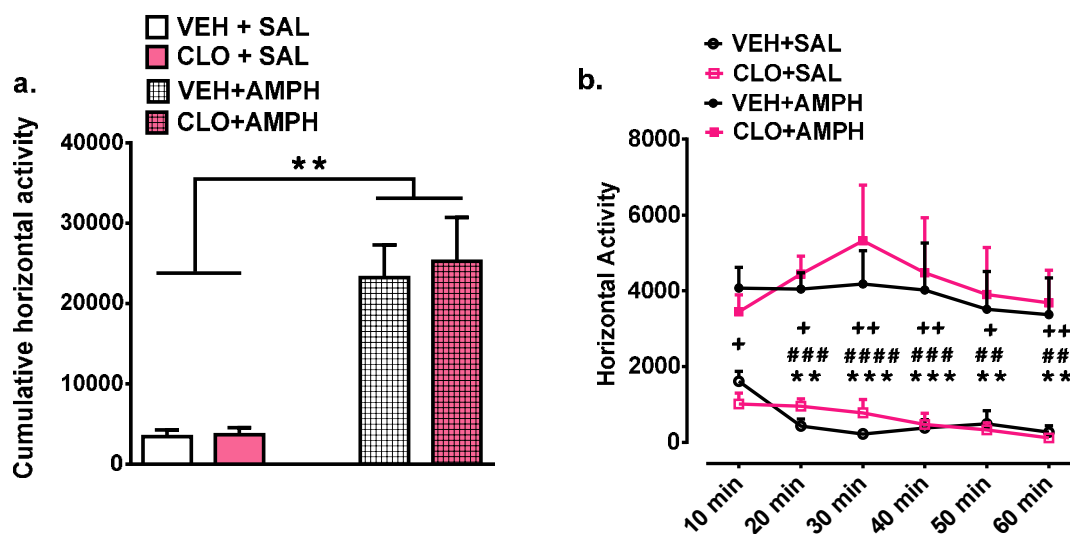 a.
VEH + SAL
CLO + SAL
VEH+AMPH
CLO+AMPH
Cumulative horizontal activity
40000
30000
20000
10000
0
**
b.
VEH+SAL
CLO+SAL
VEH+AMPH
CLO+AMPH
Horizontal Activity
8000
6000
4000
2000
0
+ + ++ ++ + ++
### #### ### ## ##
** *** *** ** **
10 min
20 min
30 min
40 min
50 min
60 min